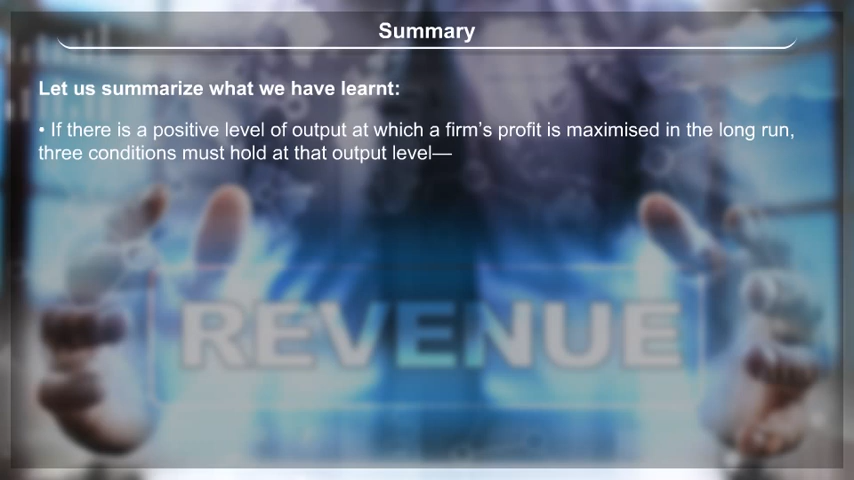 Summary
Let us summarize what we have learnt:
• If there is a positive level of output at which a firm’s profit is maximised in the long run,
three conditions must hold at that output level—
REVENUE